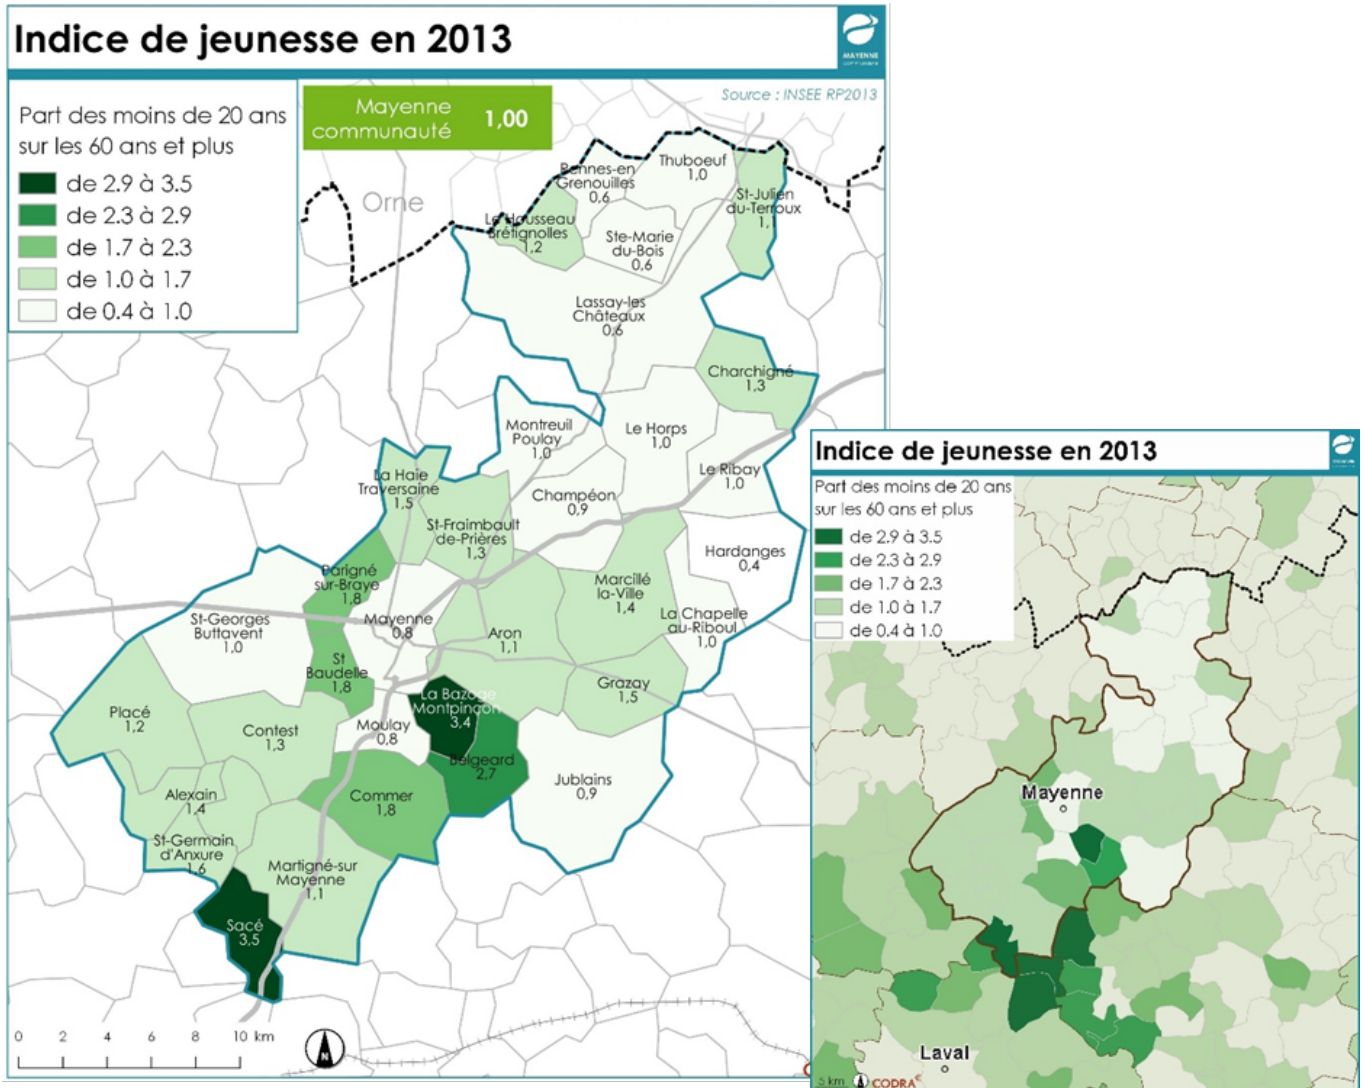 Indice de jeunesse en 2013
MAYENNE
Source : INSEE RP2013
Part des moins de 20 ans
sur les 60 ans et plus
de 2.9 à 3.5
de 2.3 à 2.9
de 1.7 à 2.3
de 1.0 à 1.7
de 0.4 à 1.0
Mayenne
communauté
1,00
Orne
Rennes-en
Grenouilles
0,6
Thuboeuf
1,0
St-Julien
du-Terroux
1,1
Le Housseau
Brétignolles
1,2
Ste-Marie
du-Bois
0,6
Lassay-les
Châteaux
0,6
Charchigné
1,3
Montreuil
Poulay
1,0
Le Horps
1,0
Le Ribay
1,0
La Haie
Traversaine
1,5
Champéon
0,9
St-Fraimbault
de-Prières
1,3
Hardanges
0,4
Parigné
sur-Braye
1,8
Marcillé
la-Ville
1,4
St-Georges
Buttavent
1,0
Mayenne
0,8
La Chapelle
au-Riboul
1,0
Aron
1,1
St
Baudelle
1,8
Grazay
1,5
La Bazoge
Montpinçon
3,4
Placé
1,2
Contest
1,3
Moulay
0,8
Belgeard
2,7
Jublains
0,9
Alexain
1,4
Commer
1,8
St-Germain
d'Anxure
1,6
Martigné-sur
Mayenne
1,1
Sacé
3,5
0 2 4 6 8 10 km
N
Indice de jeunesse en 2013
Part des moins de 20 ans
sur les 60 ans et plus
de 2.9 à 3.5
de 2.3 à 2.9
de 1.7 à 2.3
de 1.0 à 1.7
de 0.4 à 1.0
Mayenne
Laval
5 km
CODRA